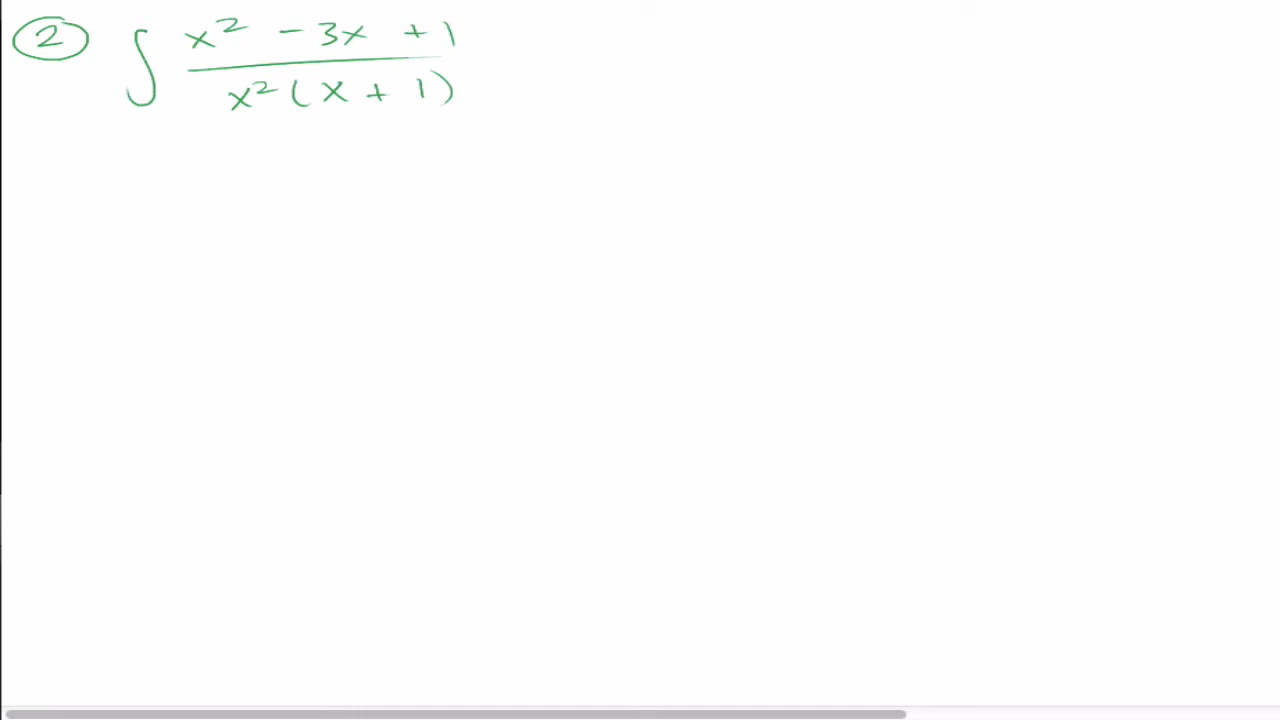 ② ∫ x² - 3x + 1
x² (x + 1)